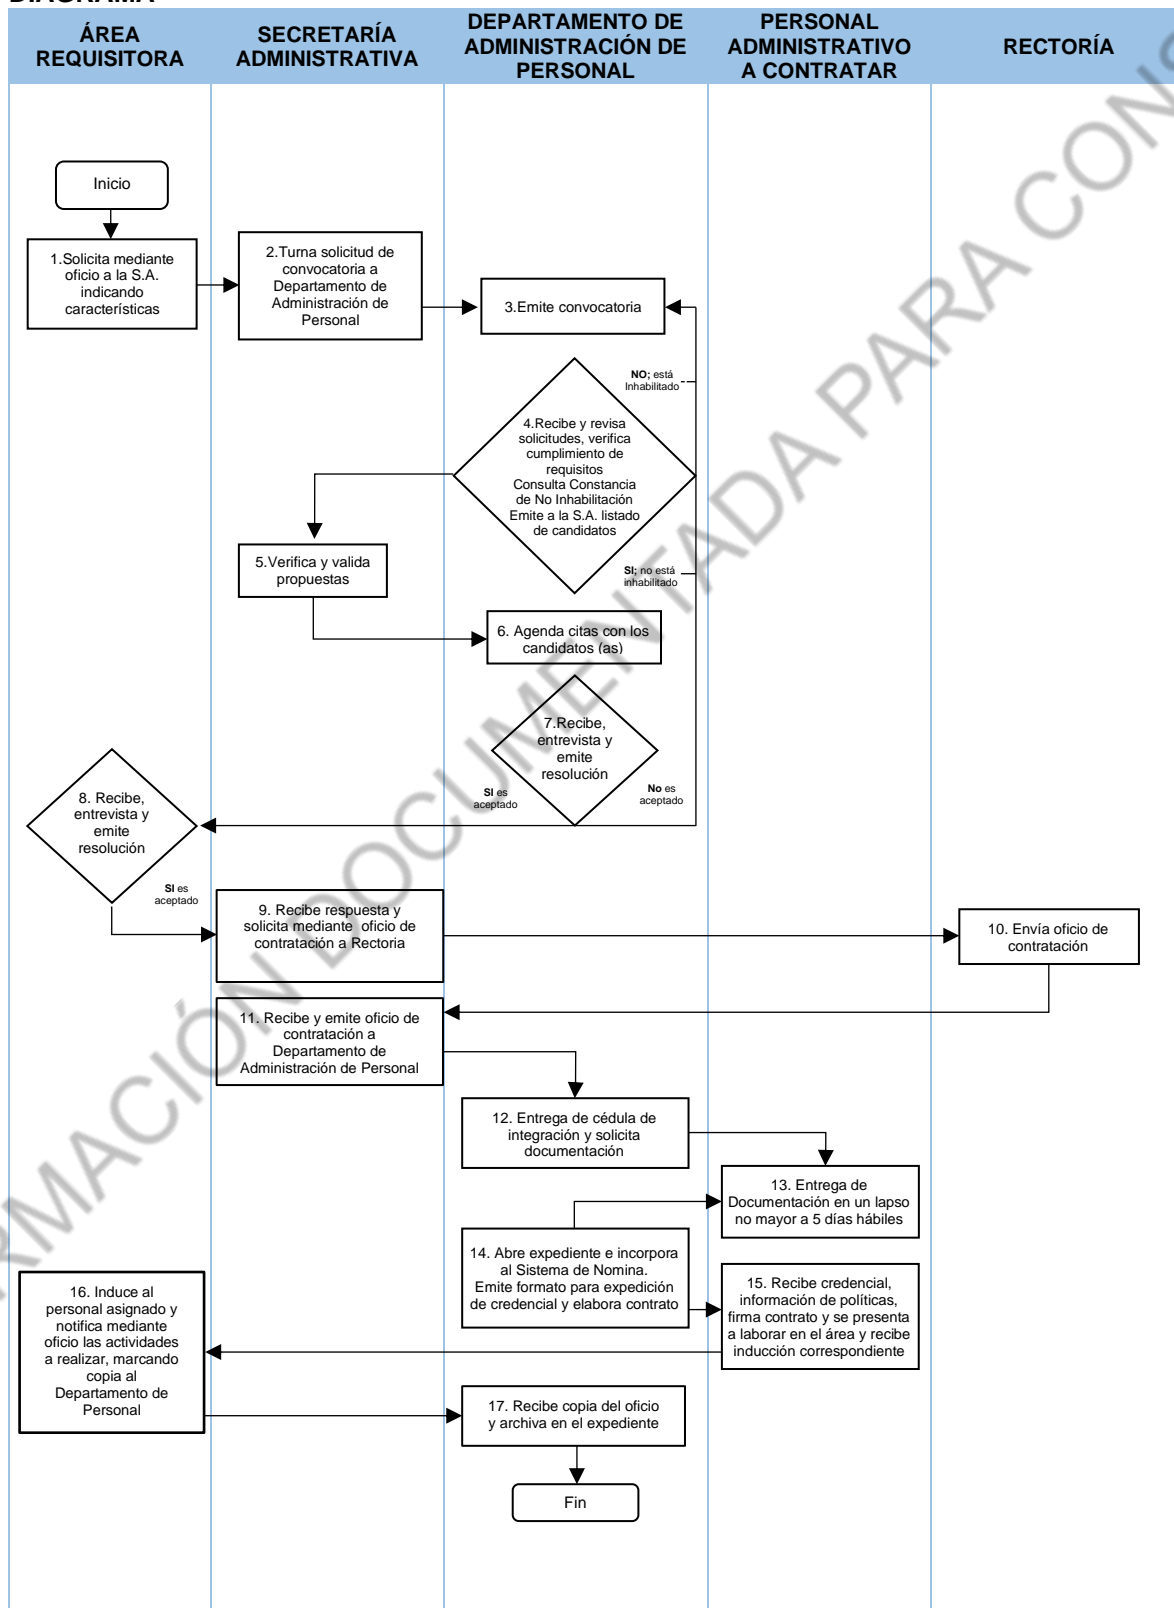 DIAGRAMA
ÁREA
REQUISITORA
SECRETARÍA
ADMINISTRATIVA
DEPARTAMENTO DE
ADMINISTRACIÓN DE
PERSONAL
PERSONAL
ADMINISTRATIVO
A CONTRATAR
RECTORÍA
Inicio
1.Solicita mediante
oficio a la S.A.
indicando
características
2.Turna solicitud de
convocatoria a
Departamento de
Administración de
Personal
3.Emite convocatoria
NO; está
Inhabilitado
4.Recibe y revisa
solicitudes, verifica
cumplimiento de
requisitos
Consulta Constancia
de No Inhabilitación
Emite a la S.A. listado
de candidatos
SI; no está
inhabilitado
5.Verifica y valida
propuestas
6. Agenda citas con los
candidatos (as)
7.Recibe,
entrevista y
emite
resolución
SI es
aceptado
No es
aceptado
8. Recibe,
entrevista y
emite
resolución
SI es
aceptado
9. Recibe respuesta y
solicita mediante oficio de
contratación a Rectoria
10. Envía oficio de
contratación
11. Recibe y emite oficio de
contratación a
Departamento de
Administración de Personal
12. Entrega de cédula de
integración y solicita
documentación
13. Entrega de
Documentación en un lapso
no mayor a 5 días hábiles
14. Abre expediente e incorpora
al Sistema de Nomina.
Emite formato para expedición
de credencial y elabora contrato
15. Recibe credencial,
información de políticas,
firma contrato y se presenta
a laborar en el área y recibe
inducción correspondiente
16. Induce al
personal asignado y
notifica mediante
oficio las actividades
a realizar, marcando
copia al
Departamento de
Personal
17. Recibe copia del oficio
y archiva en el expediente
Fin
RMACIÓN DOCUMENTADA PARA CONS